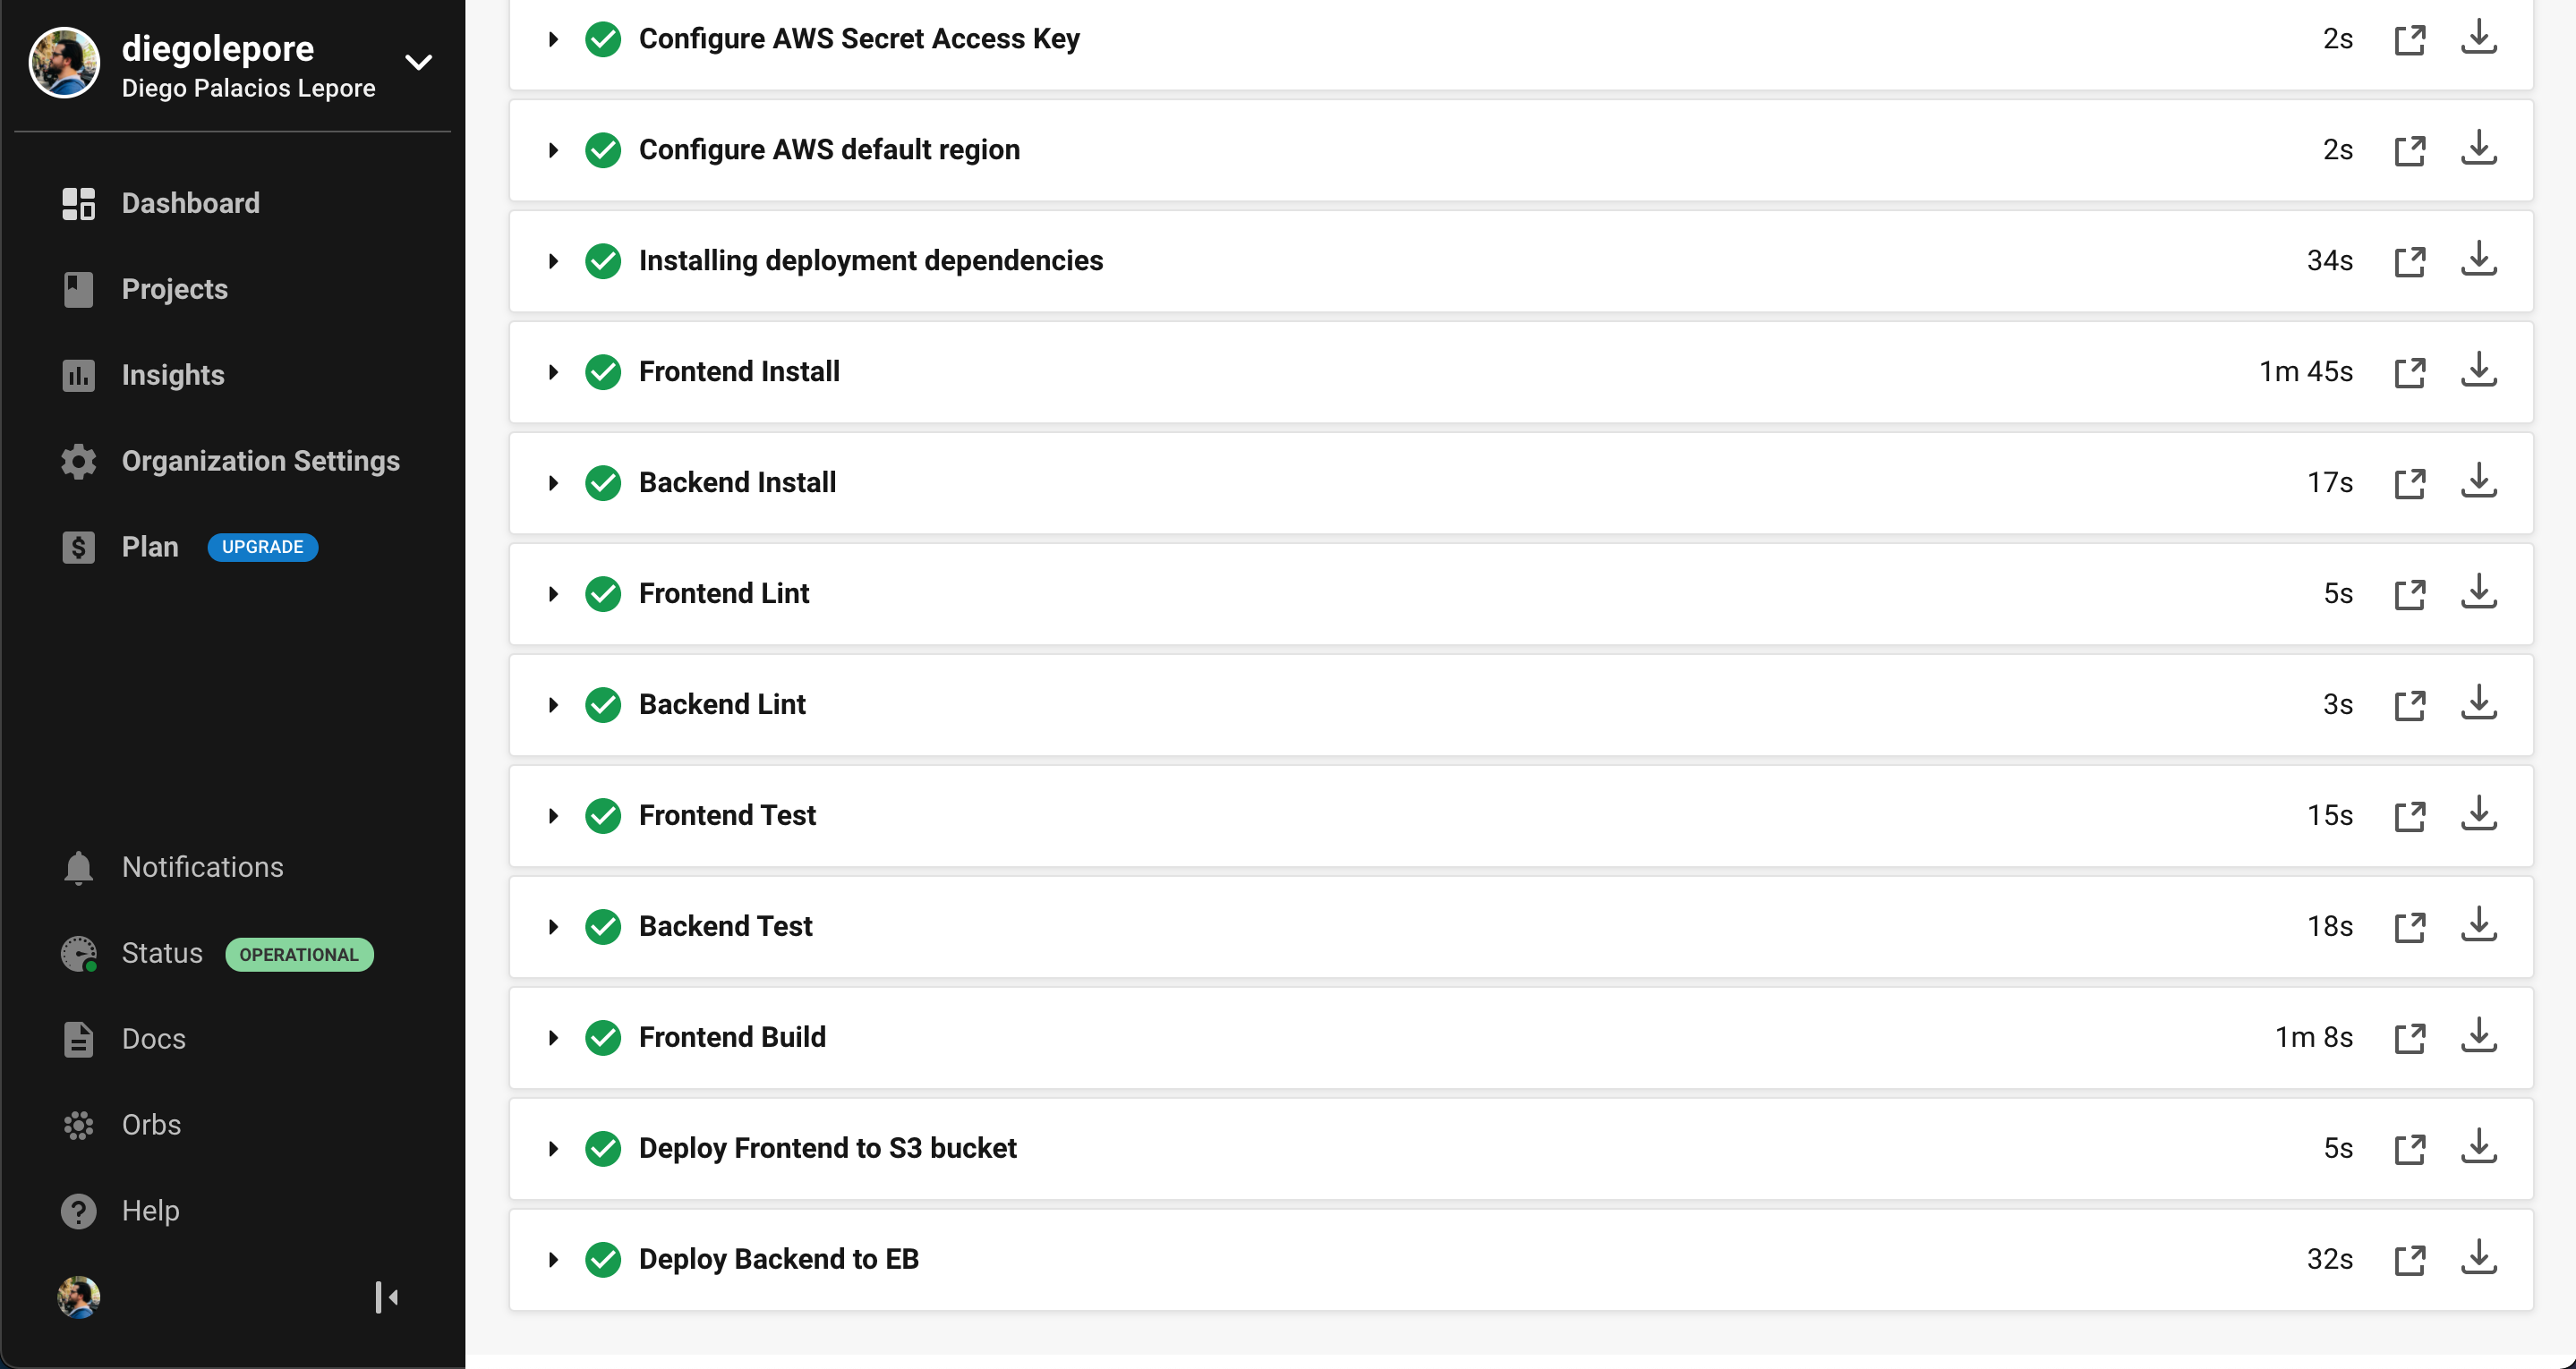 diegolepore
Diego Palacios Lepore
Dashboard
Projects
Insights
Organization Settings
Plan UPGRADE
Notifications
Status OPERATIONAL
Docs
Orbs
Help
Configure AWS Secret Access Key 2s
Configure AWS default region 2s
Installing deployment dependencies 34s
Frontend Install 1m 45s
Backend Install 17s
Frontend Lint 5s
Backend Lint 3s
Frontend Test 15s
Backend Test 18s
Frontend Build 1m 8s
Deploy Frontend to S3 bucket 5s
Deploy Backend to EB 32s